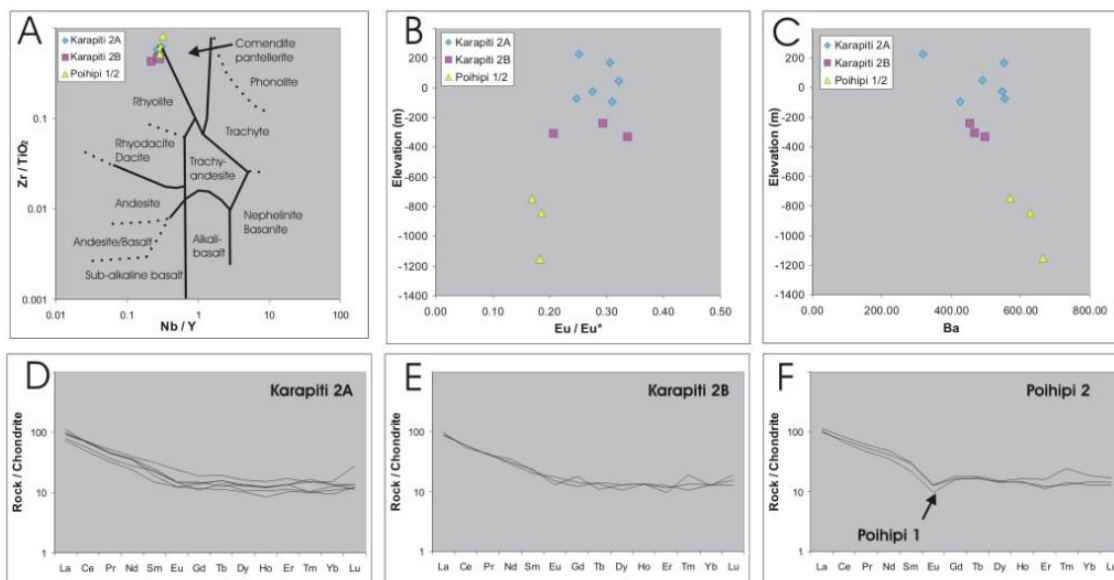 A
Karapiti 2A
Karapiti 2B
Poihipi 1/2
Comendite
pantellerite
Phonolite
Rhyolite
Trachyte
Rhyodacite
Dacite
Trachy-
andesite
Andesite
Nephelinite
Basanite
Andesite/Basalt
Alkali-
basalt
Sub-alkaline basalt
Zr / TiO2
0.1
0.01
0.001
0.01 0.1 1 10 100
Nb / Y
B
Karapiti 2A
Karapiti 2B
Poihipi 1/2
Elevation (m)
200
0
-200
-400
-600
-800
-1000
-1200
-1400
0.00 0.10 0.20 0.30 0.40 0.50
Eu / Eu*
C
Karapiti 2A
Karapiti 2B
Poihipi 1/2
Elevation (m)
200
0
-200
-400
-600
-800
-1000
-1200
-1400
0.00 200.00 400.00 600.00 800.00
Ba
D
Karapiti 2A
Rock / Chondrite
100
10
1
La Ce Pr Nd Sm Eu Gd Tb Dy Ho Er Tm Yb Lu
E
Karapiti 2B
Rock / Chondrite
100
10
1
La Ce Pr Nd Sm Eu Gd Tb Dy Ho Er Tm Yb Lu
F
Poihipi 2
Rock / Chondrite
100
10
1
Poihipi 1
La Ce Pr Nd Sm Eu Gd Tb Dy Ho Er Tm Yb Lu